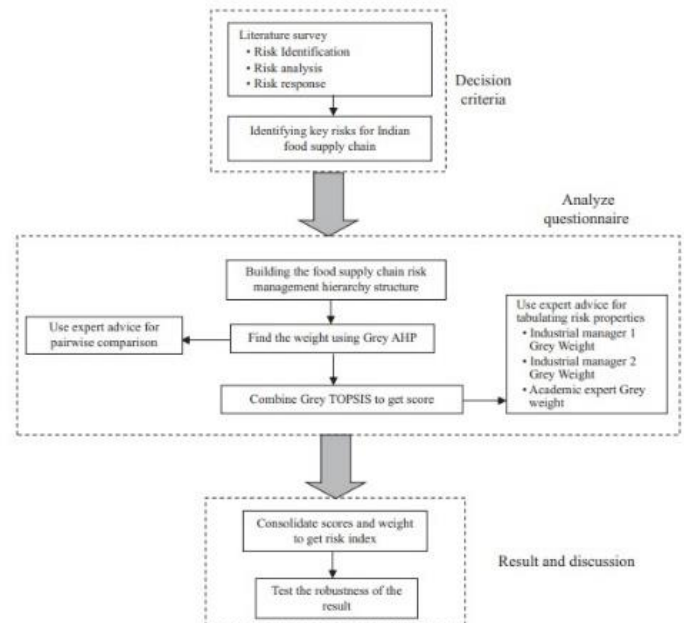 Literature survey
• Risk Identification
• Risk analysis
• Risk response
Decision
criteria
Identifying key risks for Indian
food supply chain
Analyze
questionnaire
Building the food supply chain risk
management hierarchy structure
Use expert advice for
tabulating risk properties
• Industrial manager 1
Grey Weight
• Industrial manager 2
Grey Weight
• Academic expert Grey
weight
Use expert advice for
pairwise comparison
Find the weight using Grey AHP
Combine Grey TOPSIS to get score
Consolidate scores and weight
to get risk index
Result and discussion
Test the robustness of the
result